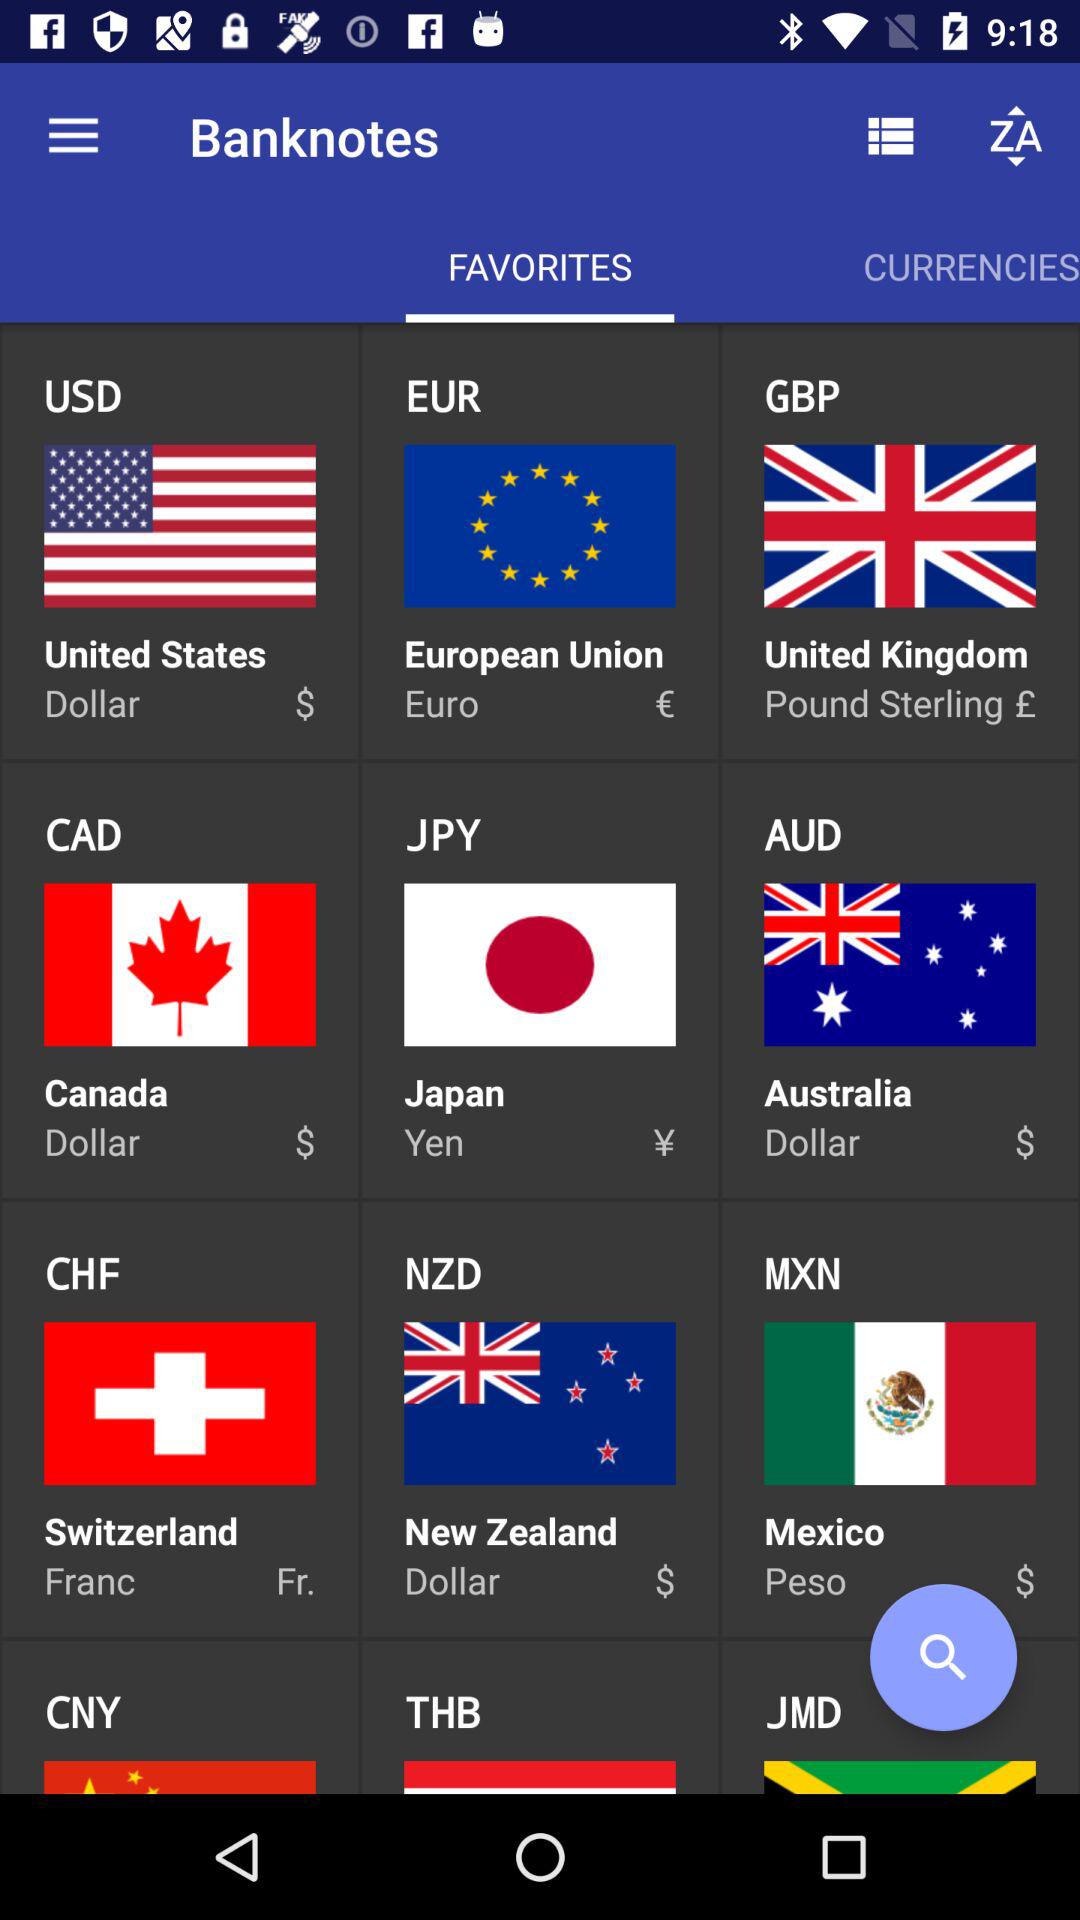 FAKE
9:18
Banknotes
ZA
FAVORITES CURRENCIES
USD EUR GBP
United States European Union United Kingdom
Dollar $ Euro € Pound Sterling £
CAD JPY AUD
Canada Japan Australia
Dollar $ Yen ¥ Dollar $
CHF NZD MXN
Switzerland New Zealand Mexico
Franc Fr. Dollar $ Peso $
CNY THB JMD